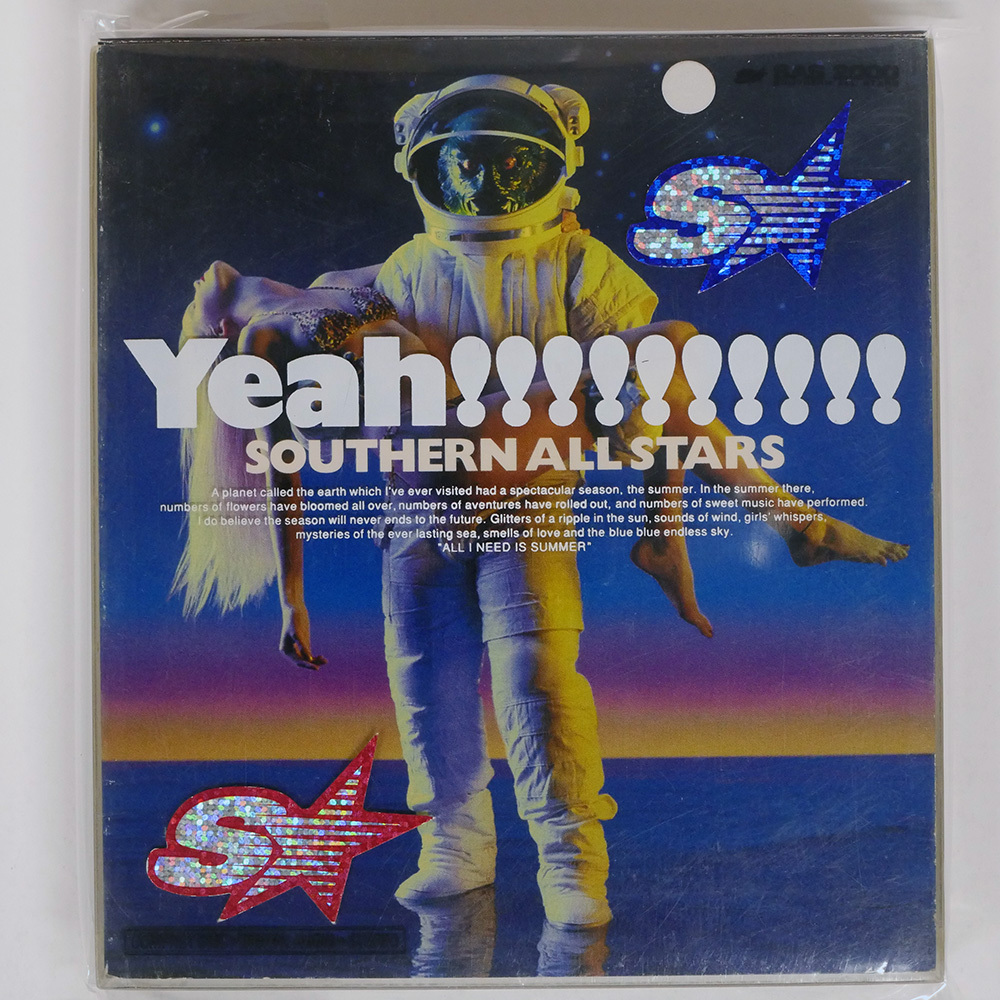 S
Yeah!!!!!!!!!!
SOUTHERN ALL STARS
A planet called the earth which I've ever visited had a spectacular season, the summer. In the summer there,
numbers of flowers have bloomed all over, numbers of aventures have rolled out, and numbers of sweet music have performed.
I do believe the season will never ends to the future. Glitters of a ripple in the sun, sounds of wind, girls' whispers,
mysteries of the ever lasting sea, smells of love and the blue blue endless sky.
"ALL I NEED IS SUMMER"
S